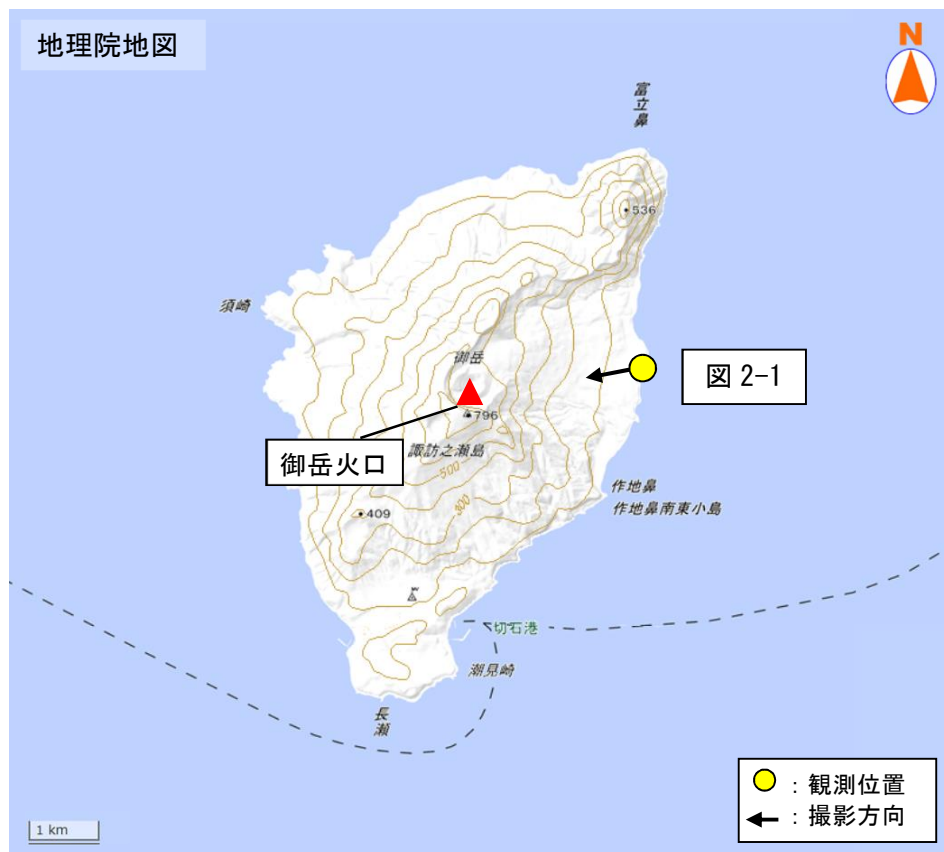 地理院地図
N
富立鼻
536
須崎
御岳
図 2-1
796
御岳火口
諏訪之瀬島
500
作地鼻
作地鼻南東小島
300
409
切石港
潮見崎
長瀬
：観測位置
：撮影方向
1 km